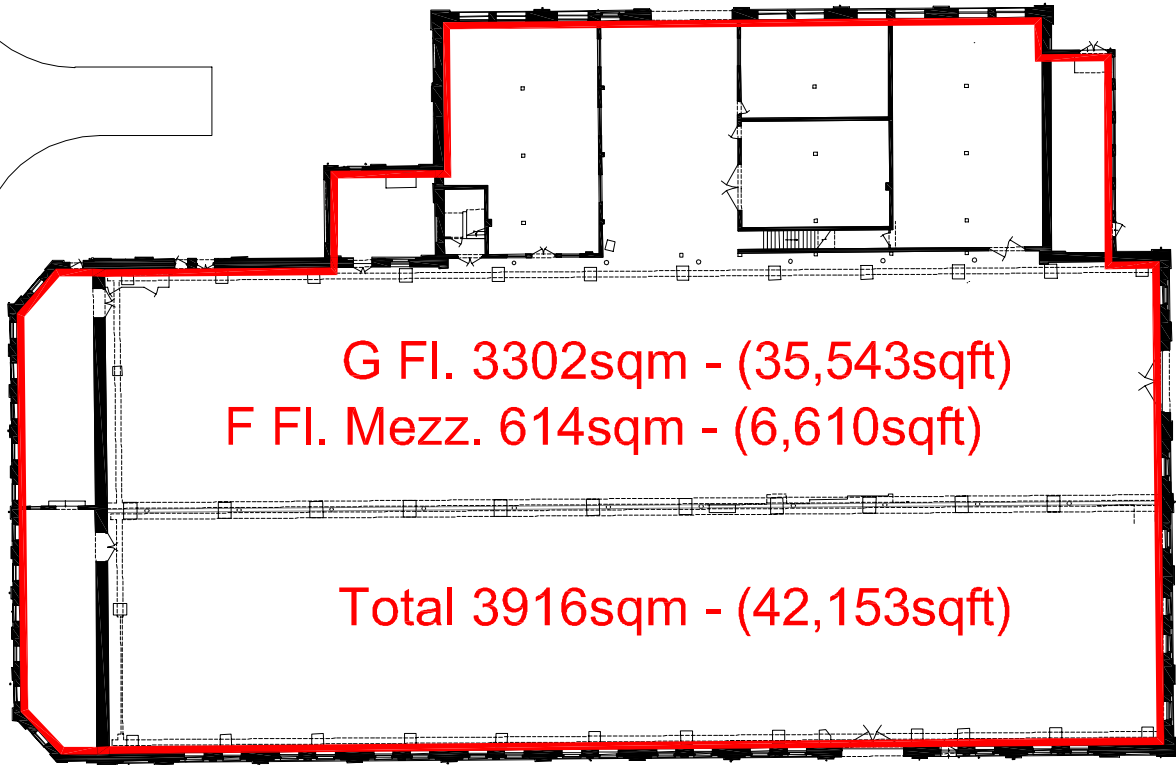 G Fl. 3302sqm - (35,543sqft)
F Fl. Mezz. 614sqm - (6,610sqft)
Total 3916sqm - (42,153sqft)